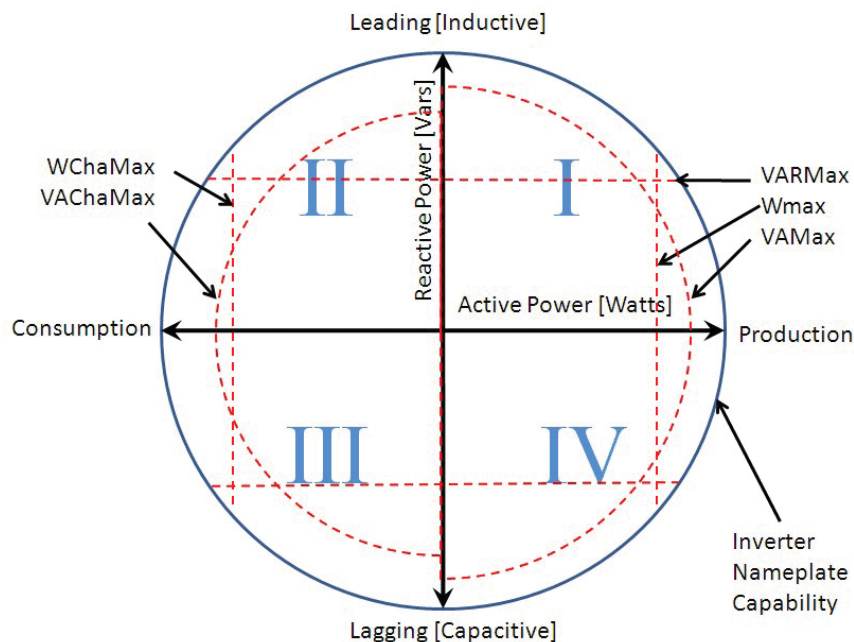 Leading [Inductive]
Reactive Power [Vars]
WChaMax
VAChaMax
II
I
VARMax
Wmax
VAMax
Active Power [Watts]
Consumption
Production
III
IV
Inverter
Nameplate
Capability
Lagging [Capacitive]